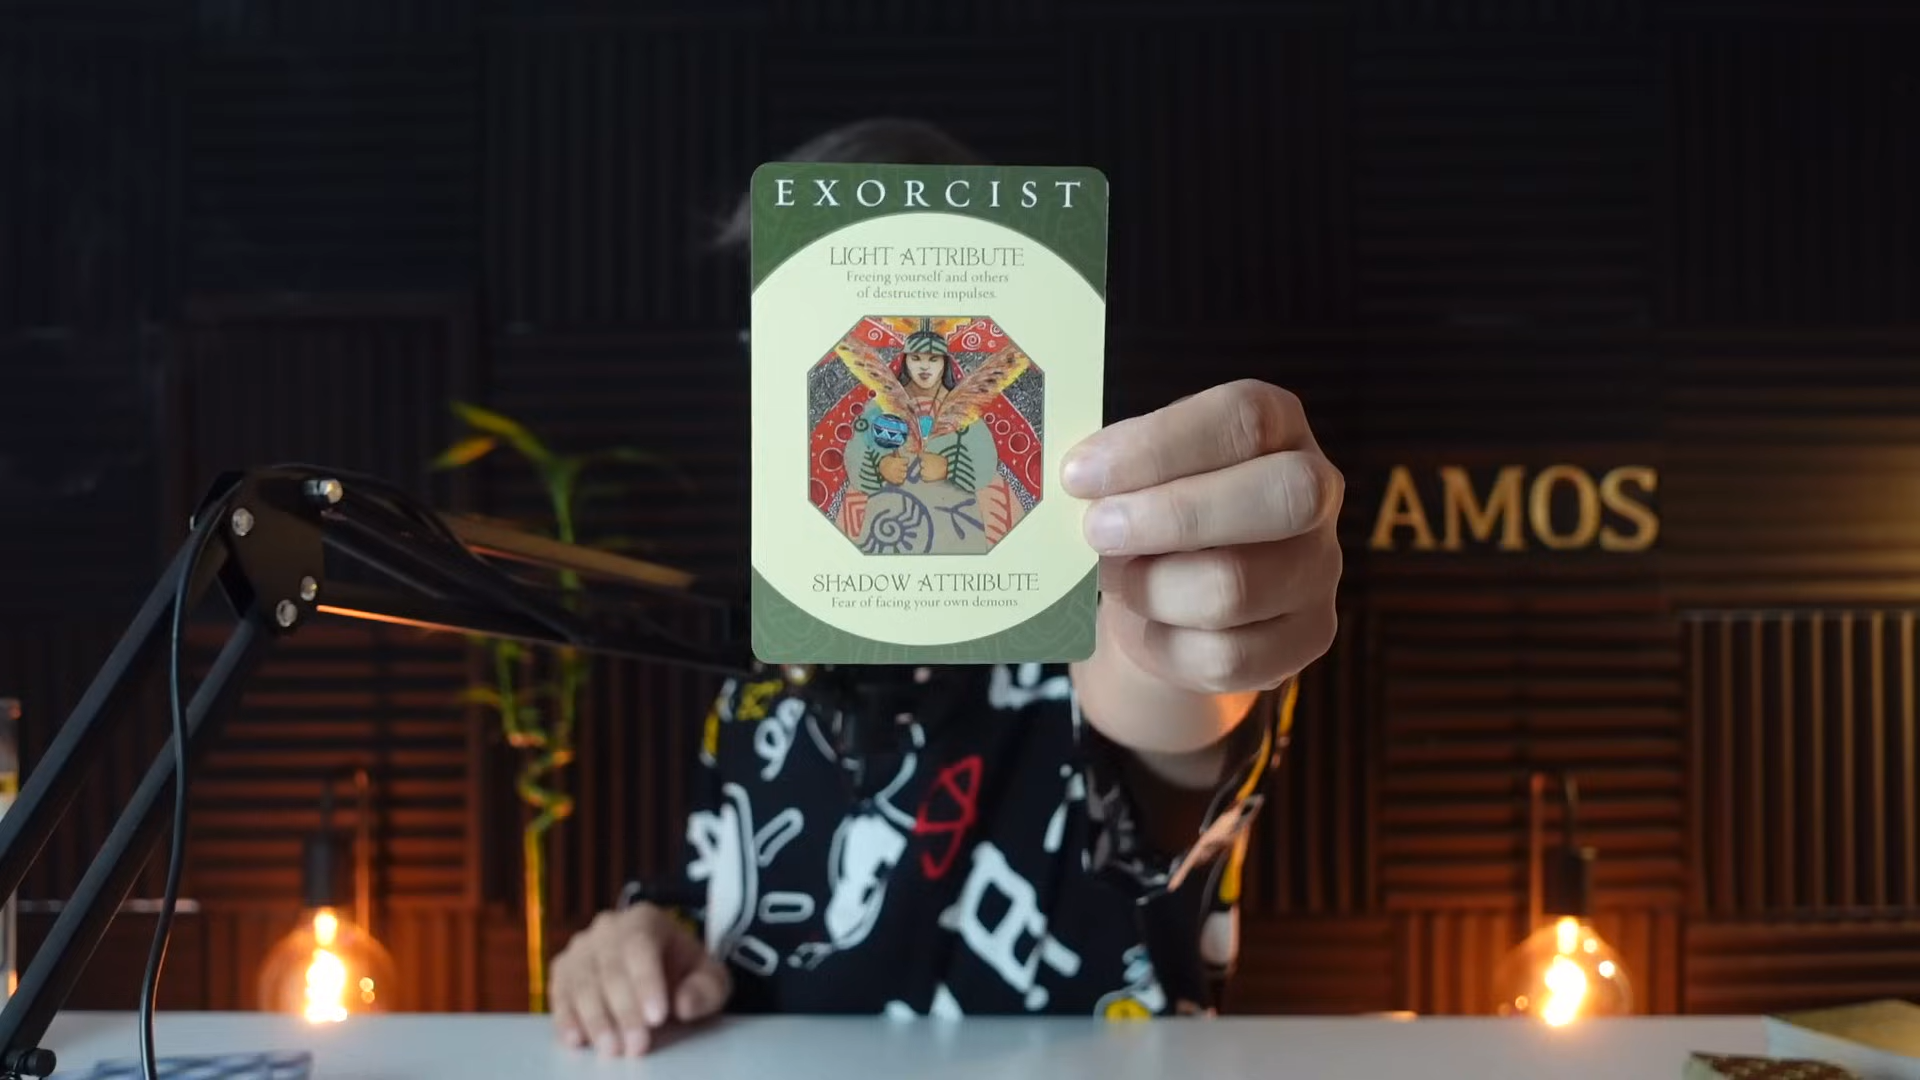 EXORCIST
LIGHT ATTRIBUTE
Freeing yourself and others
of destructive impulses.
AMOS
SHADOW ATTRIBUTE
Fear of facing your own demons